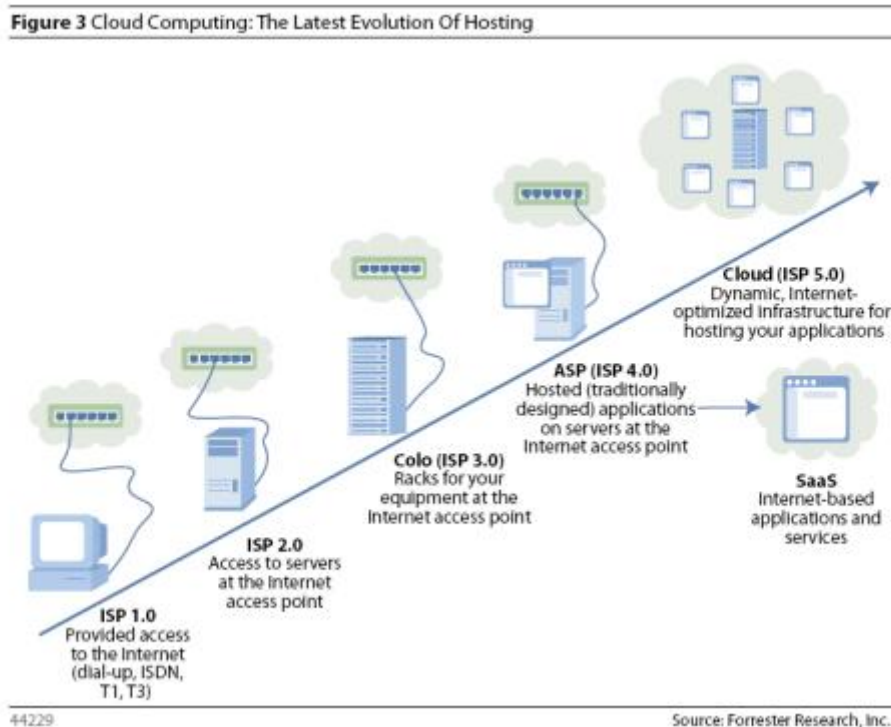 Figure 3 Cloud Computing: The Latest Evolution Of Hosting
Cloud (ISP 5.0)
Dynamic, Internet-
optimized infrastructure for
hosting your applications
ASP (ISP 4.0)
Hosted (traditionally
designed) applications
on servers at the
Internet access point
SaaS
Internet-based
applications and
services
Colo (ISP 3.0)
Racks for your
equipment at the
Internet access point
ISP 2.0
Access to servers
at the Internet
access point
ISP 1.0
Provided access
to the Internet
(dial-up, ISDN,
T1, T3)
44229
Source: Forrester Research, Inc.